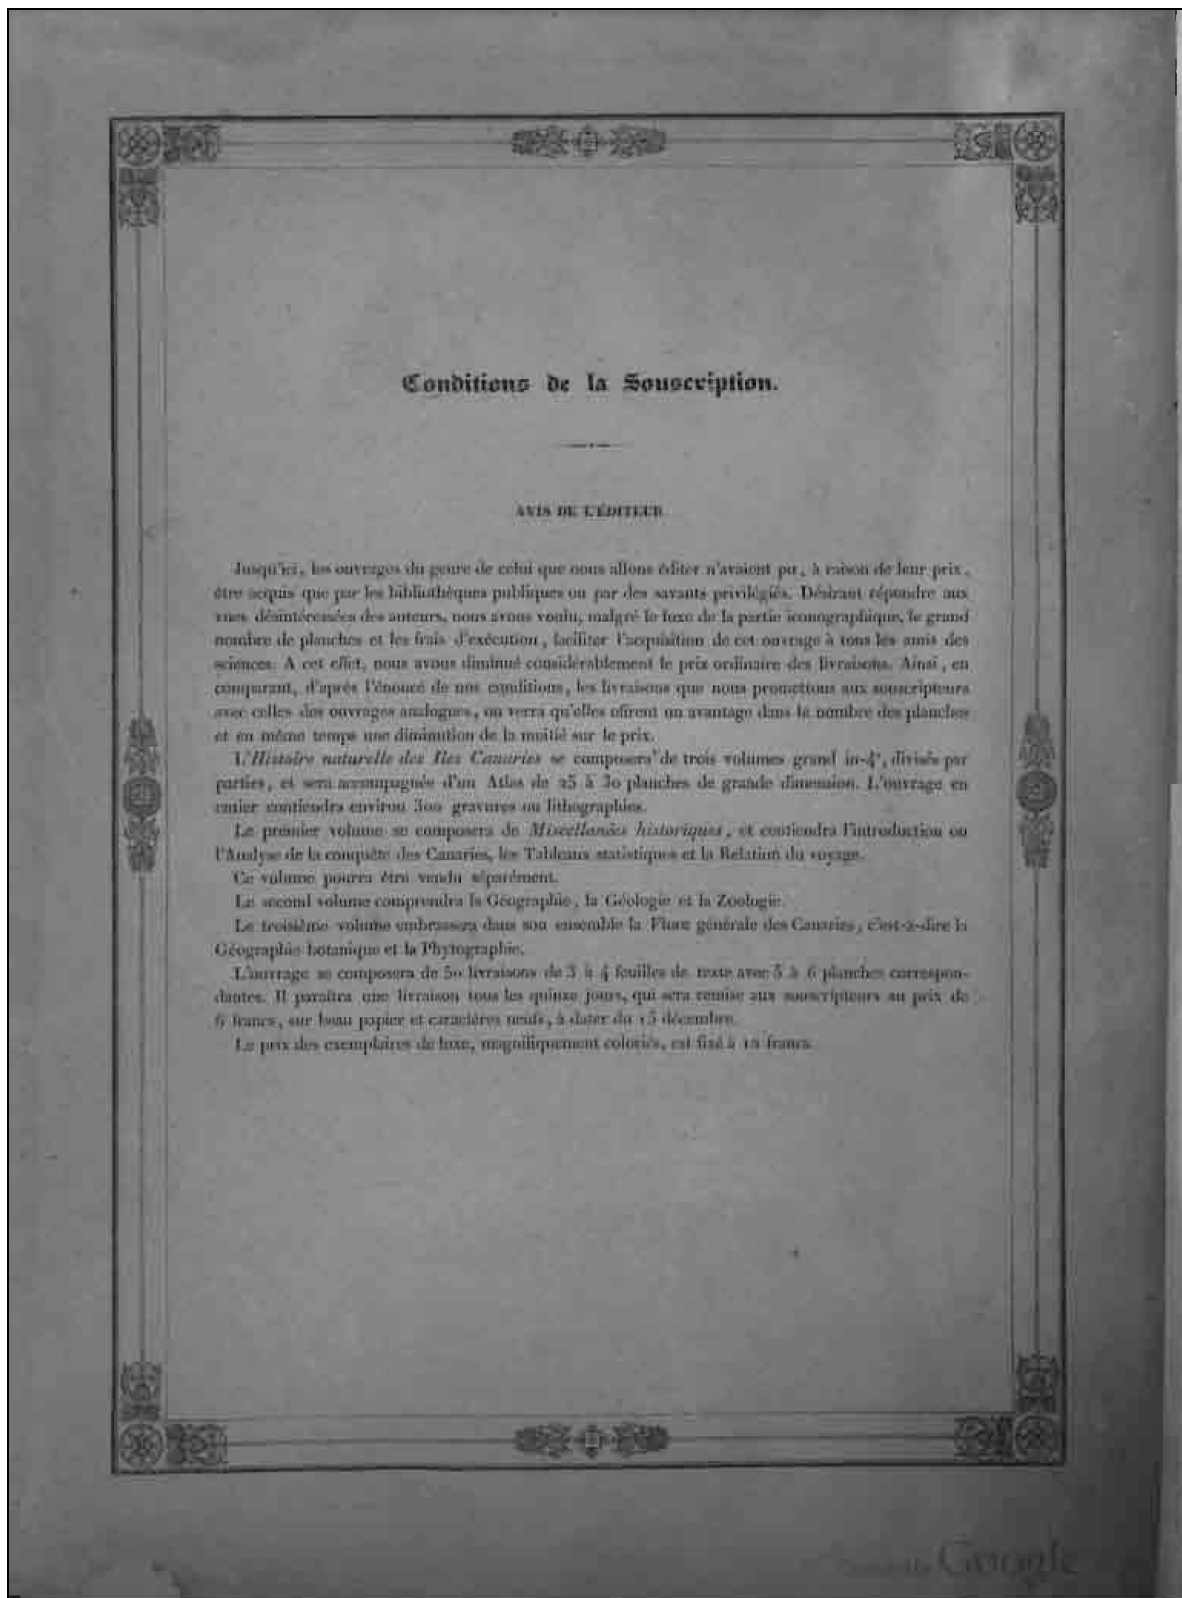 Conditions de la Souscription.
AVIS DE L'ÉDITEUR
Jusqu'ici, les ouvrages du genre de celui que nous allons éditer n'avaient pu, à raison de leur prix,
être acquis que par les bibliothèques publiques ou par des savants privilégiés. Désirant répondre aux
vues désintéressées des auteurs, nous avons voulu, malgré le luxe de la partie iconographique, le grand
nombre de planches et les frais d'exécution, faciliter l'acquisition de cet ouvrage à tous les amis des
sciences. A cet effet, nous avons diminué considérablement le prix ordinaire des livraisons. Ainsi, en
comparant, d'après l'énoncé de nos conditions, les livraisons que nous promettons aux souscripteurs
avec celles des ouvrages analogues, on verra qu'elles offrent un avantage dans le nombre des planches
et en même temps une diminution de la moitié sur le prix.
L'Histoire naturelle des Iles Canaries se composera de trois volumes grand in-4°, divisés par
parties, et sera accompagnée d'un Atlas de 25 à 30 planches de grande dimension. L'ouvrage en
entier contiendra environ 300 gravures ou lithographies.
Le premier volume se composera de Miscellanées historiques, et contiendra l'introduction ou
l'Analyse de la conquête des Canaries, les Tableaux statistiques et la Relation du voyage.
Ce volume pourra être vendu séparément.
Le second volume comprendra la Géographie, la Géologie et la Zoologie.
Le troisième volume embrassera dans son ensemble la Flore générale des Canaries, c'est-à-dire la
Géographie botanique et la Phytographie.
L'ouvrage se composera de 50 livraisons de 3 à 4 feuilles de texte avec 5 à 6 planches correspon-
dantes. Il paraîtra une livraison tous les quinze jours, qui sera remise aux souscripteurs au prix de
6 francs, sur beau papier et caractères neufs, à dater du 15 décembre.
Le prix des exemplaires de luxe, magnifiquement coloriés, est fixé à 12 francs.
Google